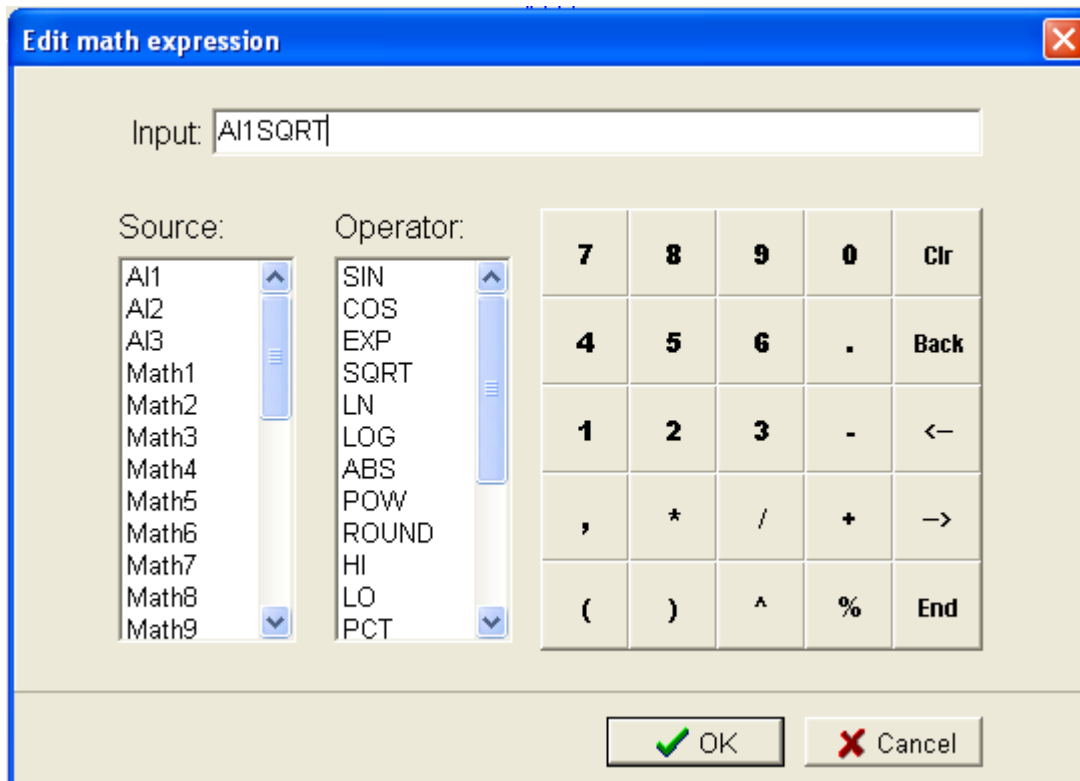 Edit math expression
Input: AI1SQRT
Source:
AI1
AI2
AI3
Math1
Math2
Math3
Math4
Math5
Math6
Math7
Math8
Math9
Operator:
SIN
COS
EXP
SQRT
LN
LOG
ABS
POW
ROUND
HI
LO
PCT
7 8 9 0 Clr
4 5 6 . Back
1 2 3 - <–
, * / + –>
( ) ^ % End
OK Cancel